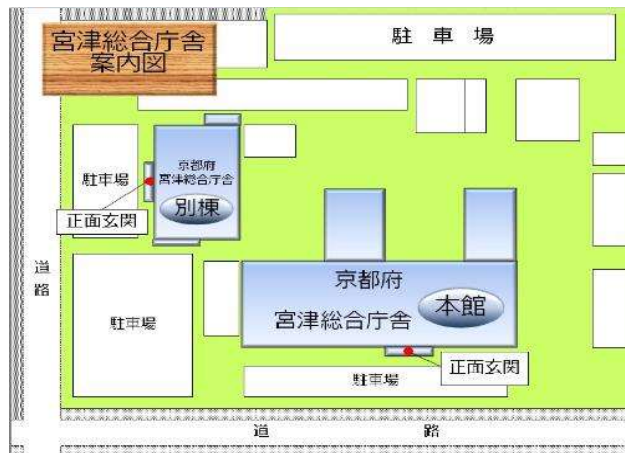 宮津総合庁舎
案内図
駐車場
京都府
宮津総合庁舎
別棟
駐車場
正面玄関
道路
駐車場
京都府
宮津総合庁舎
本館
正面玄関
駐車場
道路